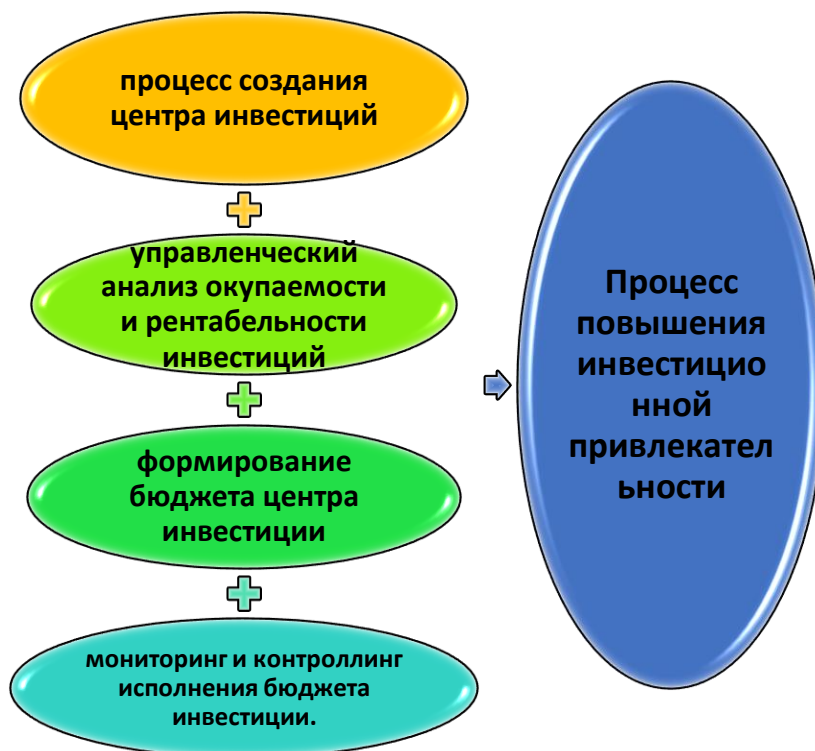 процесс создания
центра инвестиций
управленческий
анализ окупаемости
и рентабельности
инвестиций
формирование
бюджета центра
инвестиции
мониторинг и контроллинг
исполнения бюджета
инвестиции.
Процесс
повышения
инвестицио
нной
привлекател
ьности